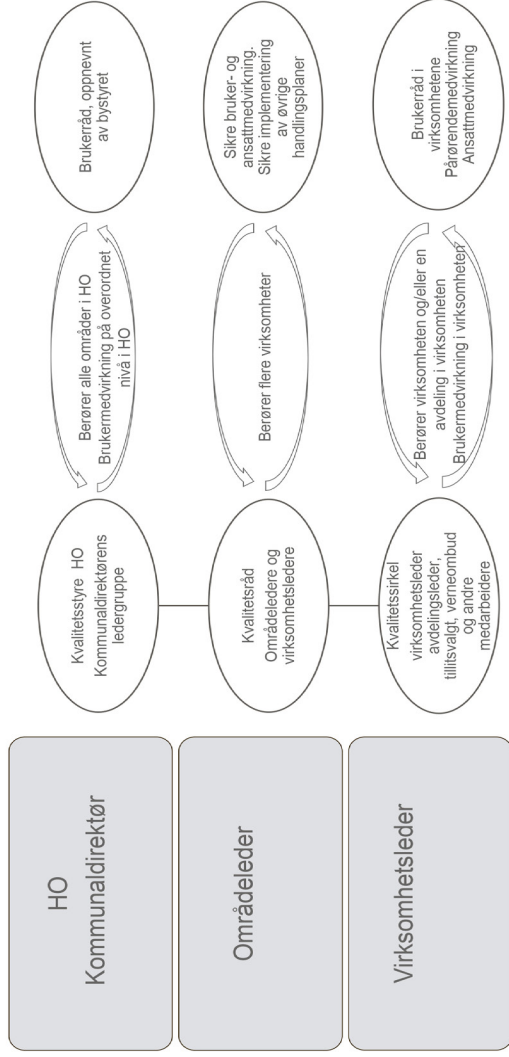 HO
Kommunaldirektør
Kvalitetsstyre HO
Kommunaldirektørens
ledergruppe
Berører alle områder i HO
Brukermedvirkning på overordnet
nivå i HO
Brukerråd, oppnevnt
av bystyret
Områdeleder
Kvalitetsråd
Områdeledere og
virksomhetsledere
Berører flere virksomheter
Sikre bruker- og
ansattmedvirkning.
Sikre implementering
av øvrige
handlingsplaner
Virksomhetsleder
Kvalitetssirkel
virksomhetsleder
avdelingsleder,
tillitsvalgt, verneombud
og andre
medarbeidere
Berører virksomheten og/eller en
avdeling i virksomheten
Brukermedvirkning i virksomheten
Brukerråd i
virksomhetene
Pårørendemedvirkning
Ansattmedvirkning